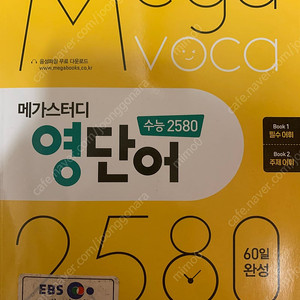 Mega
voca
음성파일 무료 다운로드
www.megabooks.co.kr
메가스터디
수능 2580
영단어
Book 1
필수 어휘
Book 2
주제 어휘
2580
60일
완성
EBS